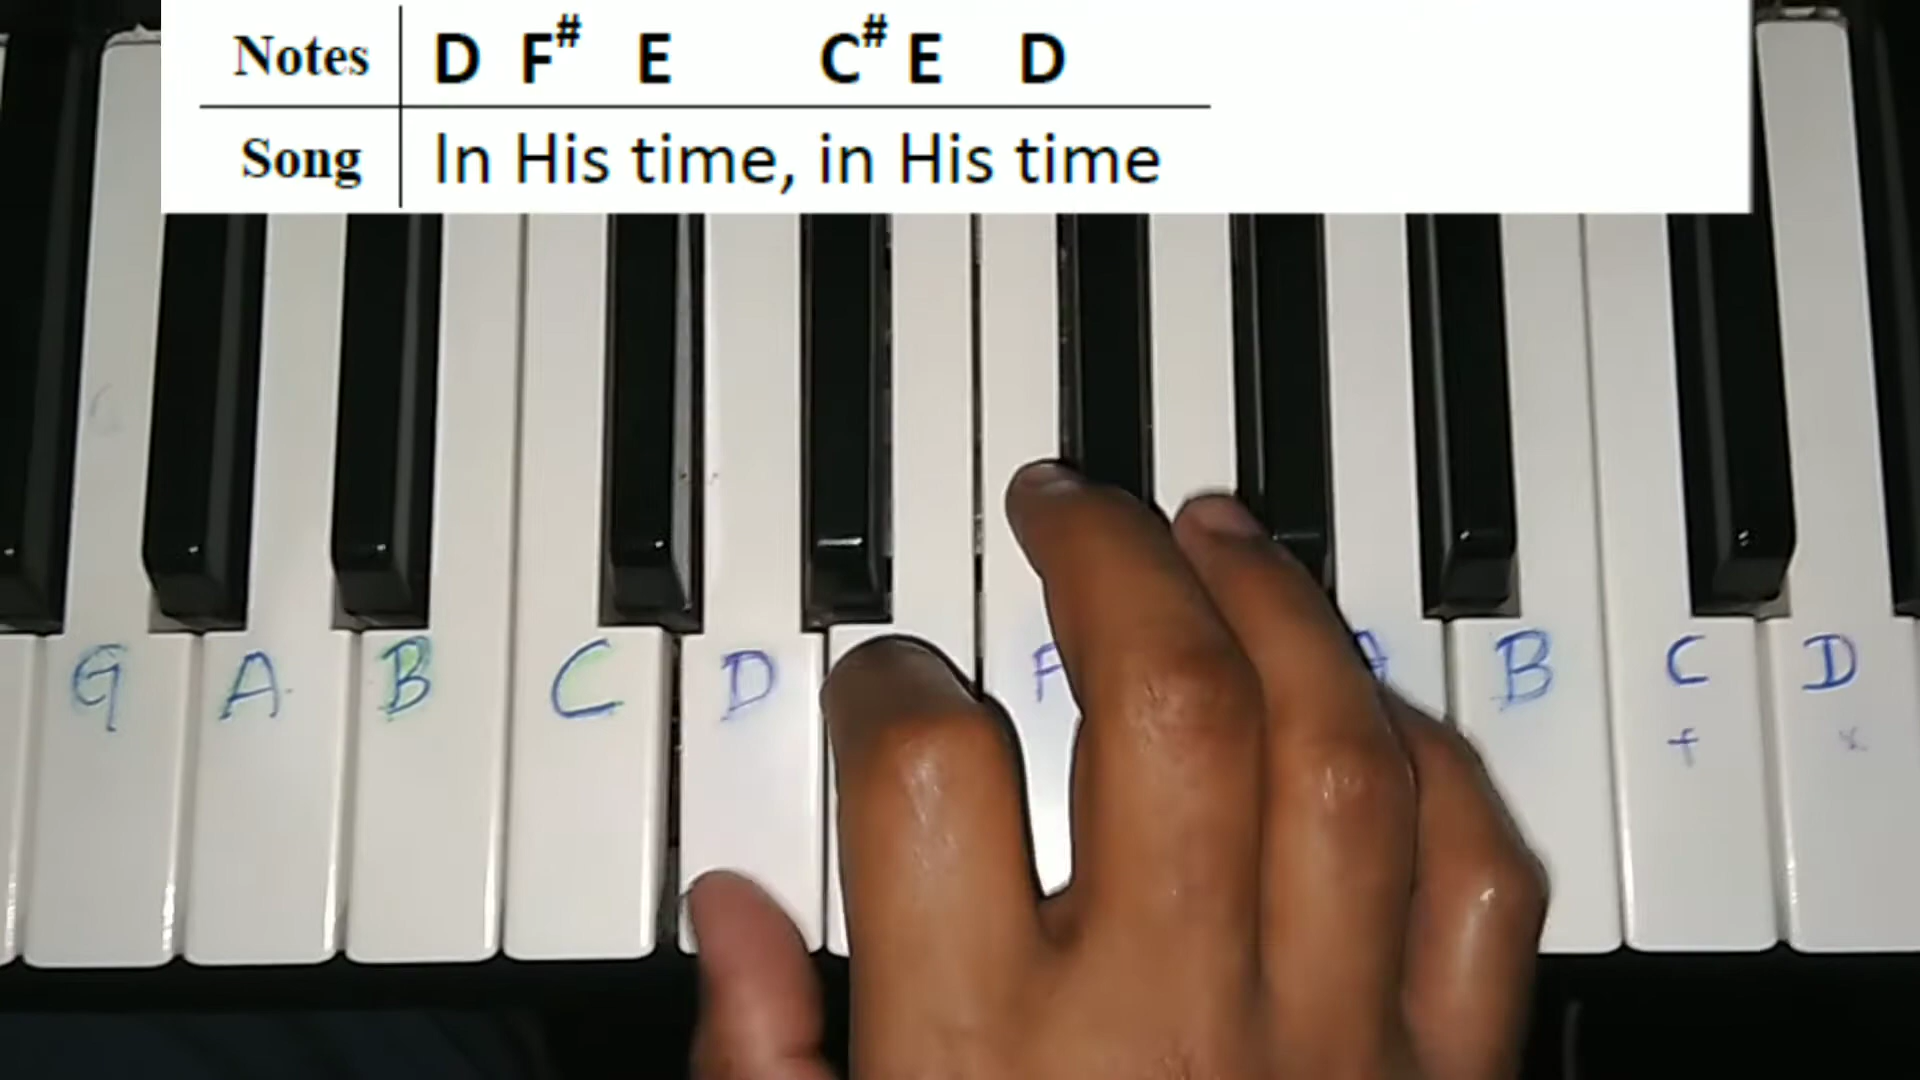 Notes D F# E C# E D
Song In His time, in His time
G A B C D F A B C D
+ x